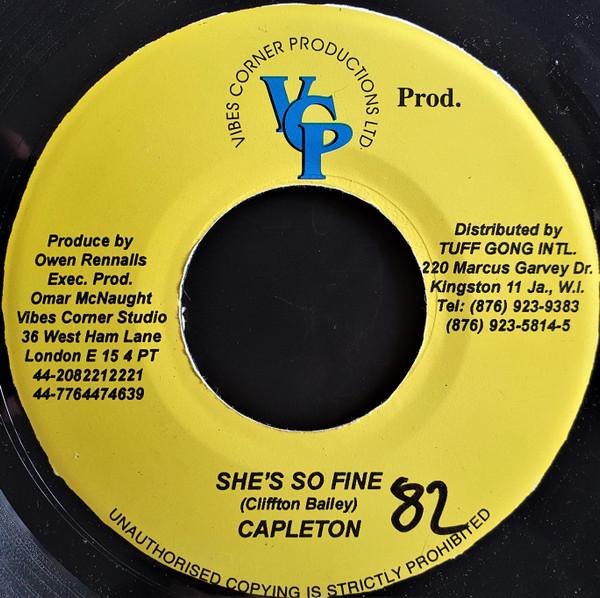 VIBES CORNER PRODUCTIONS LTD.
VCP
Prod.
Produce by
Owen Rennalls
Exec. Prod.
Omar McNaught
Vibes Corner Studio
36 West Ham Lane
London E 15 4 PT
44-2082212221
44-7764474639
Distributed by
TUFF GONG INTL.
220 Marcus Garvey Dr.
Kingston 11 Ja., W.i.
Tel: (876) 923-9383
(876) 923-5814-5
SHE'S SO FINE
(Cliffton Bailey)
CAPLETON
82
UNAUTHORISED COPYING IS STRICTLY PROHIBITED